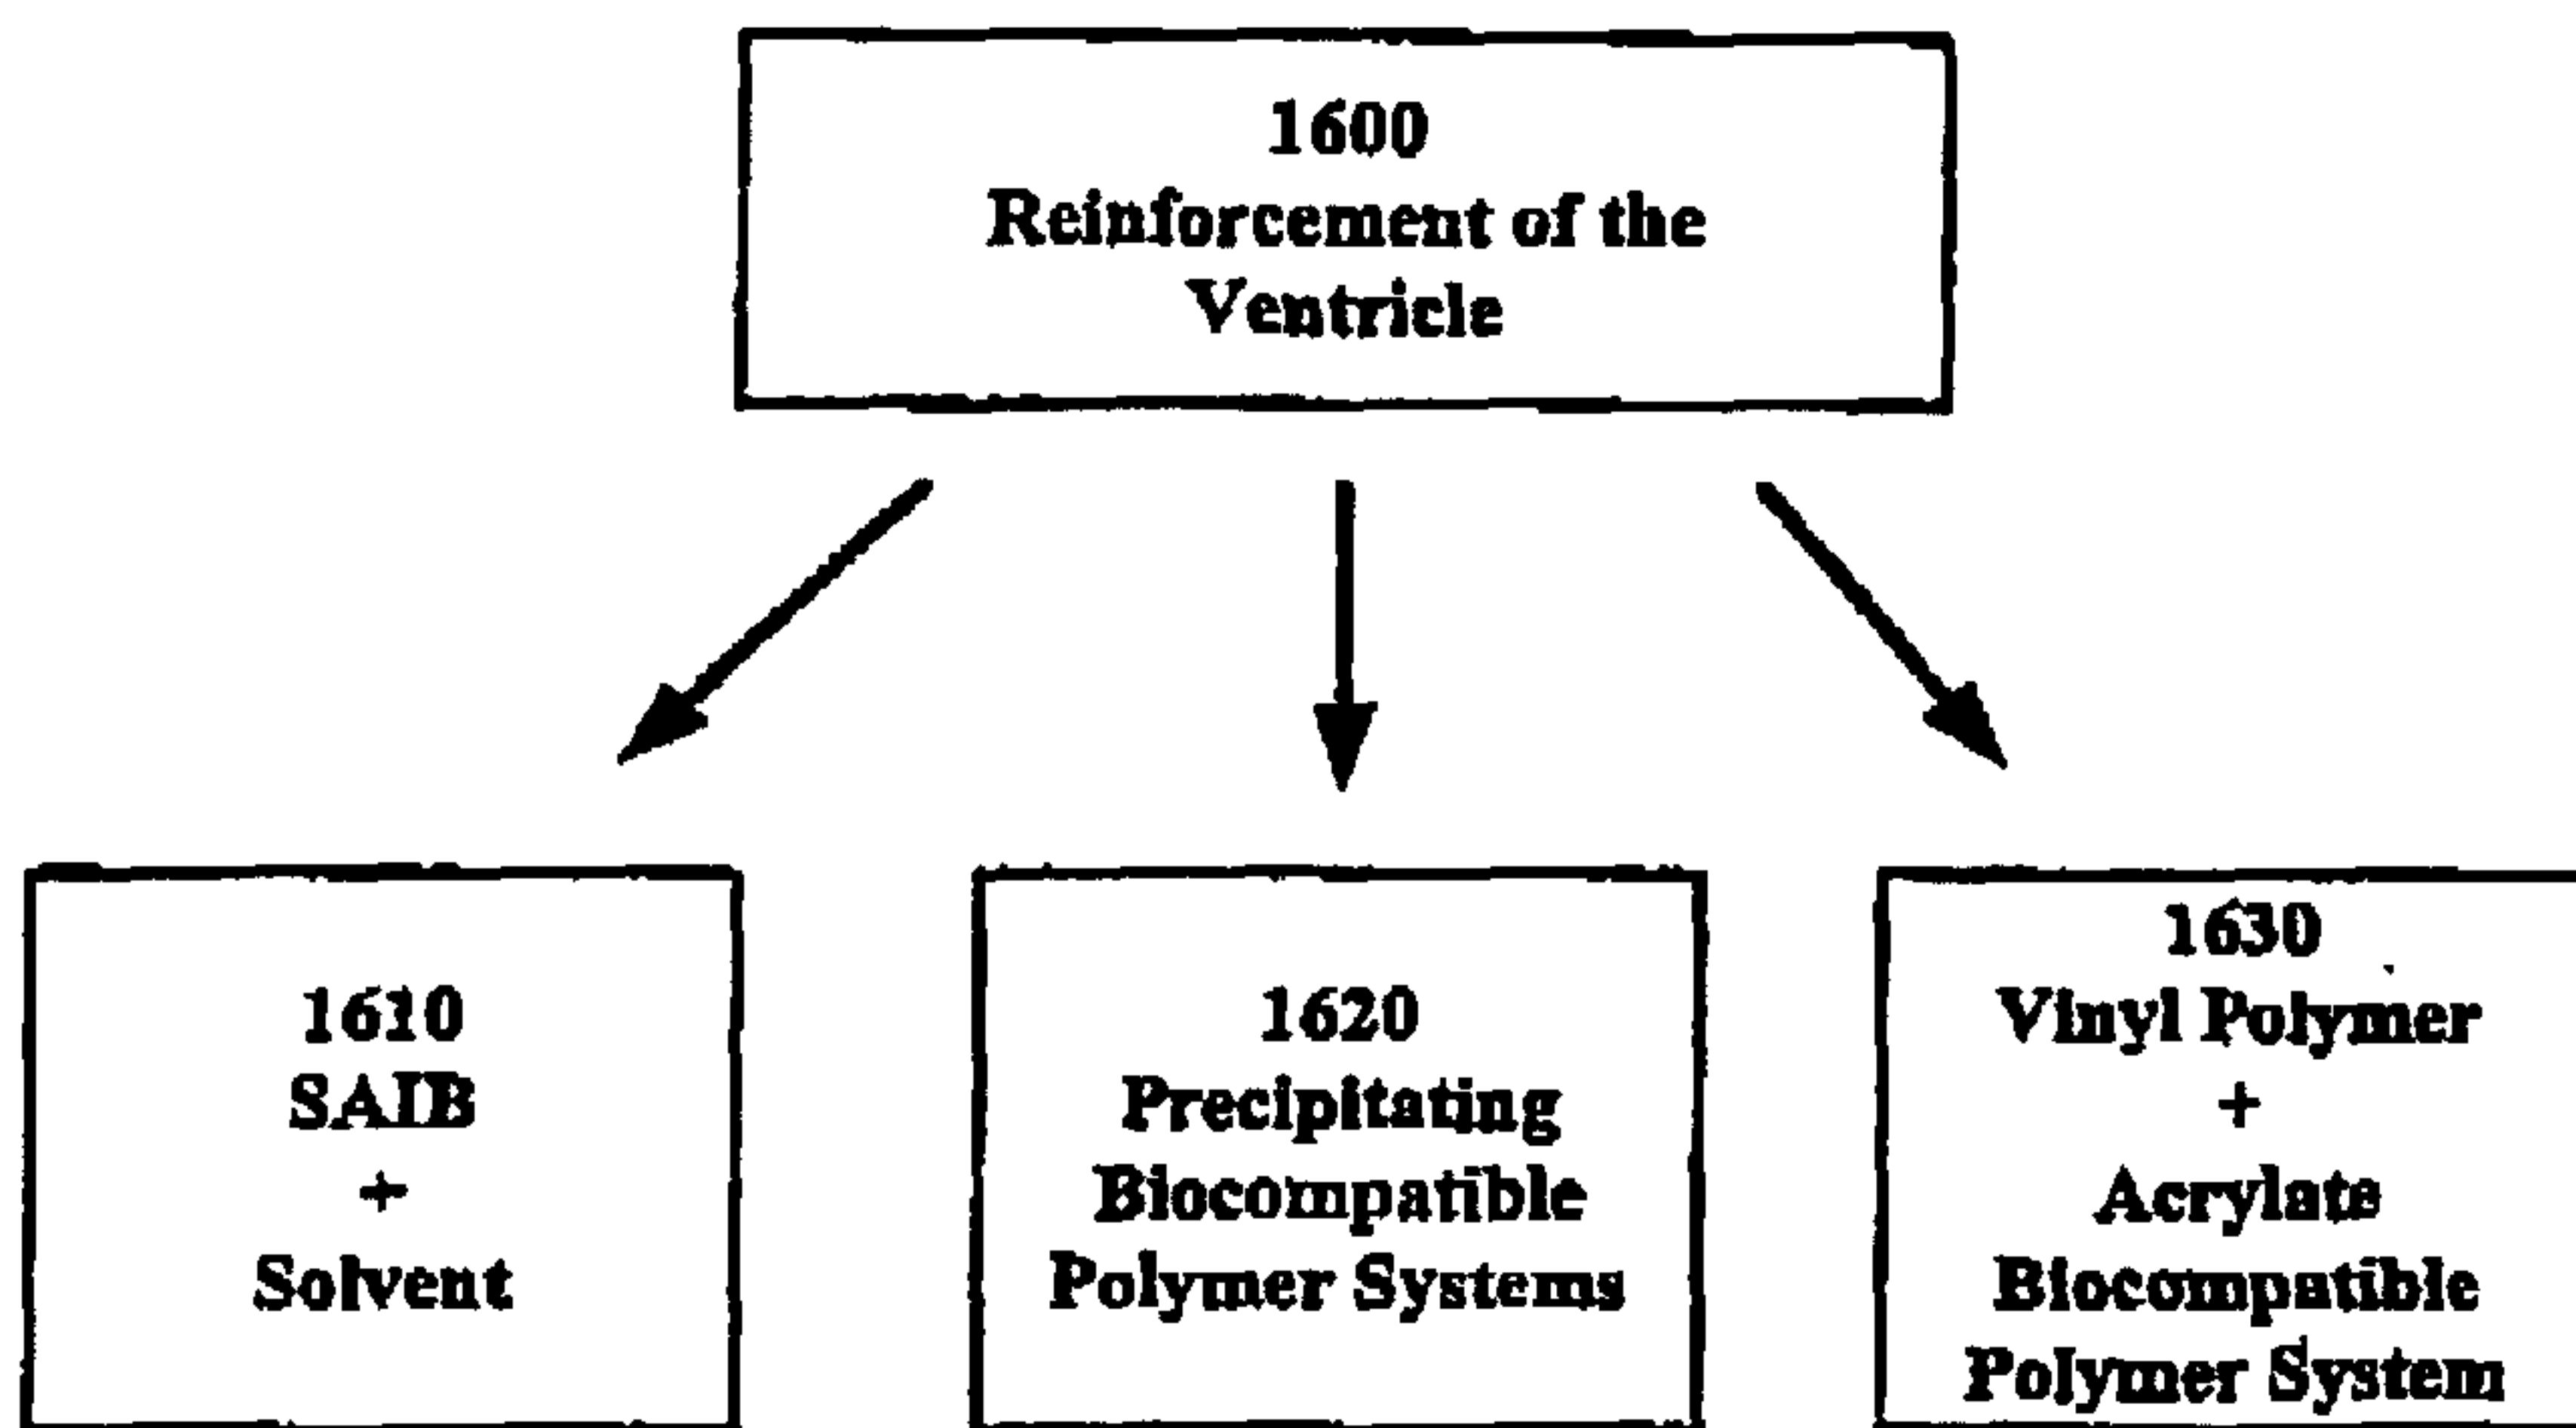 1600
Reinforcement of the
Ventricle
1610
SAIB
+
Solvent
1620
Precipitating
Biocompatible
Polymer Systems
1630
Vinyl Polymer
+
Acrylate
Biocompatible
Polymer System